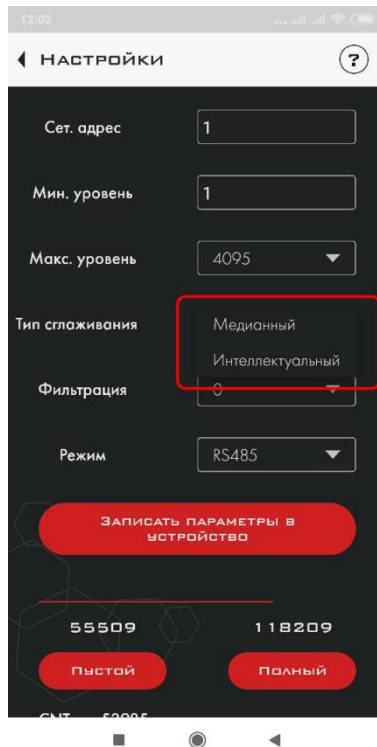 12:02
Настройки
?
Сет. адрес 1
Мин. уровень 1
Макс. уровень 4095
Тип сглаживания Медианный
Интеллектуальный
Фильтрация 0
Режим RS485
Записать параметры в
устройство
55509 118209
Пустой Полный